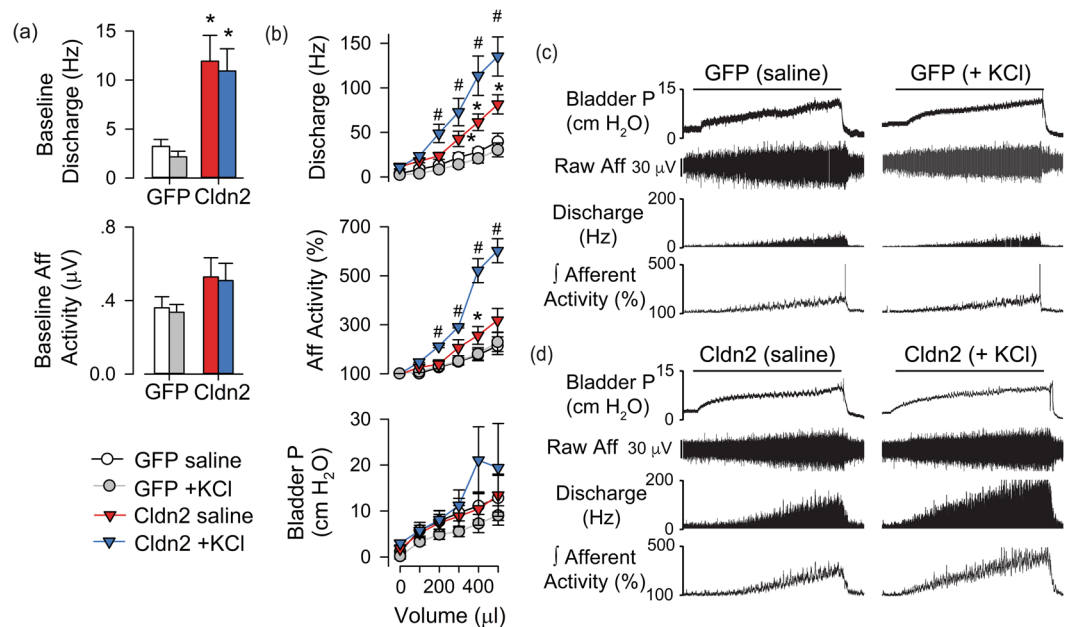 (a)
Baseline
Discharge (Hz)
15
10
5
0
* *
GFP Cldn2
Baseline Aff
Activity (μV)
.8
.4
0.0
GFP Cldn2
GFP saline
GFP +KCl
Cldn2 saline
Cldn2 +KCl
(b)
Discharge (Hz)
150
100
50
0
# # # #
* * *
Aff Activity (%)
700
500
300
100
# # # #
*
Bladder P
(cm H₂O)
30
20
10
0
0 200 400
Volume (μl)
(c)
GFP (saline) GFP (+ KCl)
Bladder P
(cm H₂O)
15
0
Raw Aff 30 μV
Discharge
(Hz)
200
0
∫ Afferent
Activity (%)
500
100
(d)
Cldn2 (saline) Cldn2 (+ KCl)
Bladder P
(cm H₂O)
15
0
Raw Aff 30 μV
Discharge
(Hz)
200
0
∫ Afferent
Activity (%)
500
100